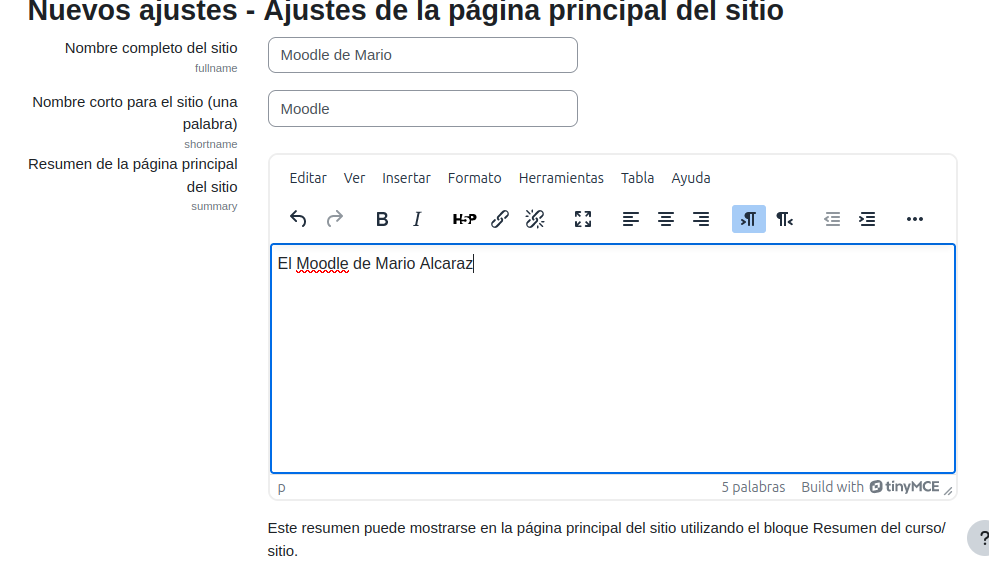 Nuevos ajustes - Ajustes de la página principal del sitio
Nombre completo del sitio
fullname
Moodle de Mario
Nombre corto para el sitio (una
palabra)
shortname
Moodle
Resumen de la página principal
del sitio
summary
Editar Ver Insertar Formato Herramientas Tabla Ayuda
B I H5P
El Moodle de Mario Alcaraz
p
5 palabras Build with tinyMCE
Este resumen puede mostrarse en la página principal del sitio utilizando el bloque Resumen del curso/
sitio.
?